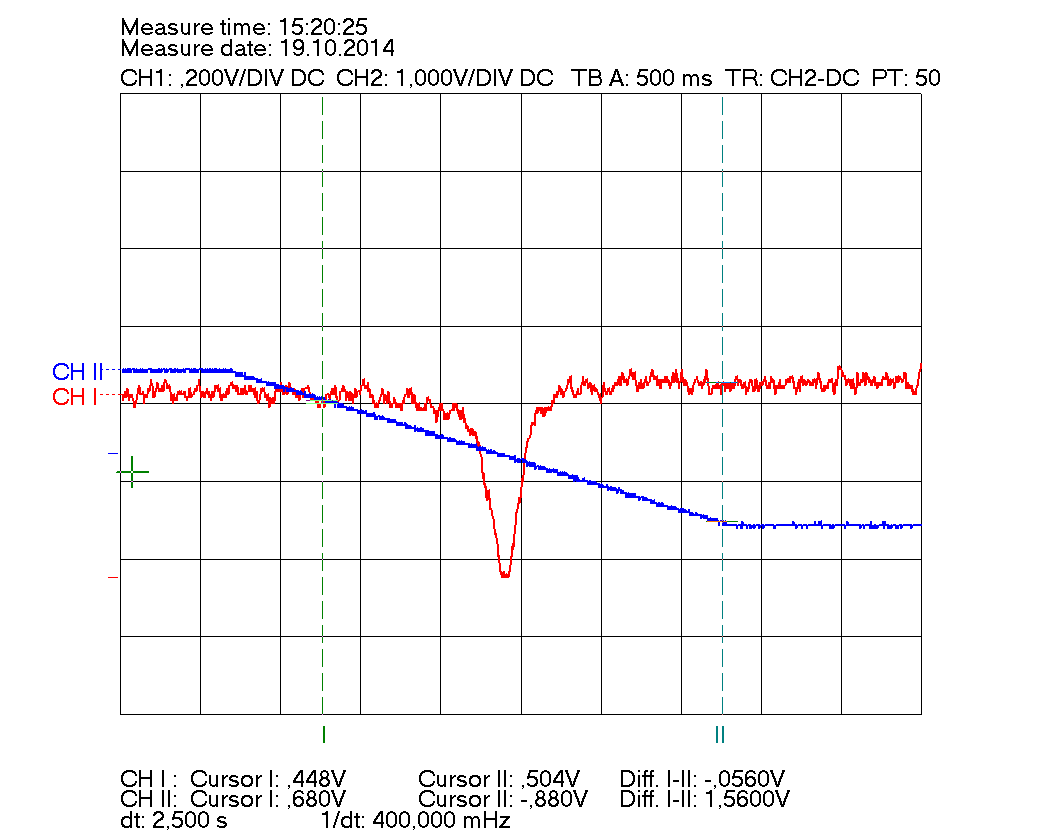 Measure time: 15:20:25
Measure date: 19.10.2014
CH1: ,200V/DIV DC CH2: 1,000V/DIV DC TB A: 500 ms TR: CH2-DC PT: 50
CH II
CH I
I II
CH I : Cursor I: ,448V Cursor II: ,504V Diff. I-II: -,0560V
CH II: Cursor I: ,680V Cursor II: -,880V Diff. I-II: 1,5600V
dt: 2,500 s 1/dt: 400,000 mHz